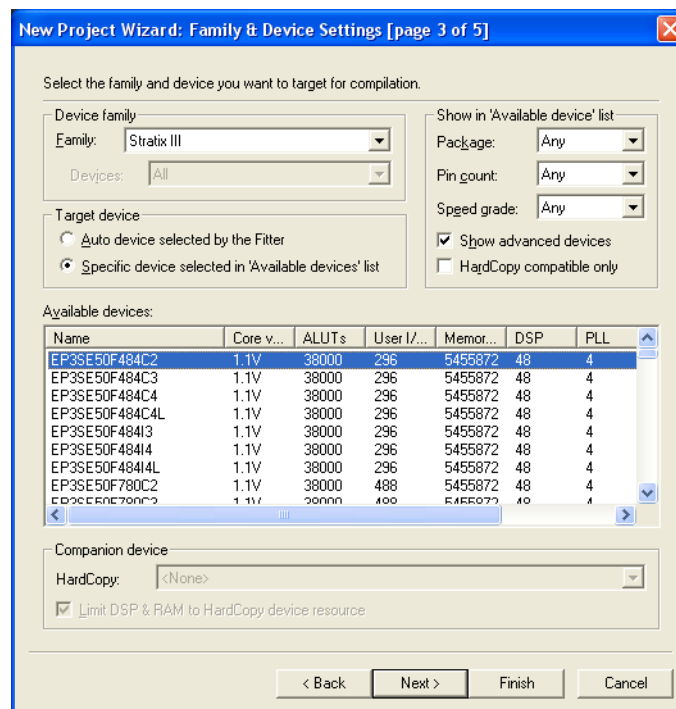 New Project Wizard: Family & Device Settings [page 3 of 5]
Select the family and device you want to target for compilation.
Device family
Family: Stratix III
Devices: All
Show in 'Available device' list
Package: Any
Pin count: Any
Speed grade: Any
Show advanced devices
HardCopy compatible only
Target device
Auto device selected by the Fitter
Specific device selected in 'Available devices' list
Available devices:
Name Core v... ALUTs User I/... Memor... DSP PLL
EP3SE50F484C2 1.1V 38000 296 5455872 48 4
EP3SE50F484C3 1.1V 38000 296 5455872 48 4
EP3SE50F484C4 1.1V 38000 296 5455872 48 4
EP3SE50F484C4L 1.1V 38000 296 5455872 48 4
EP3SE50F484I3 1.1V 38000 296 5455872 48 4
EP3SE50F484I4 1.1V 38000 296 5455872 48 4
EP3SE50F484I4L 1.1V 38000 296 5455872 48 4
EP3SE50F780C2 1.1V 38000 488 5455872 48 4
1.1V 38000 488 5455872 48 4
Companion device
HardCopy: <None>
Limit DSP & RAM to HardCopy device resource
< Back Next > Finish Cancel